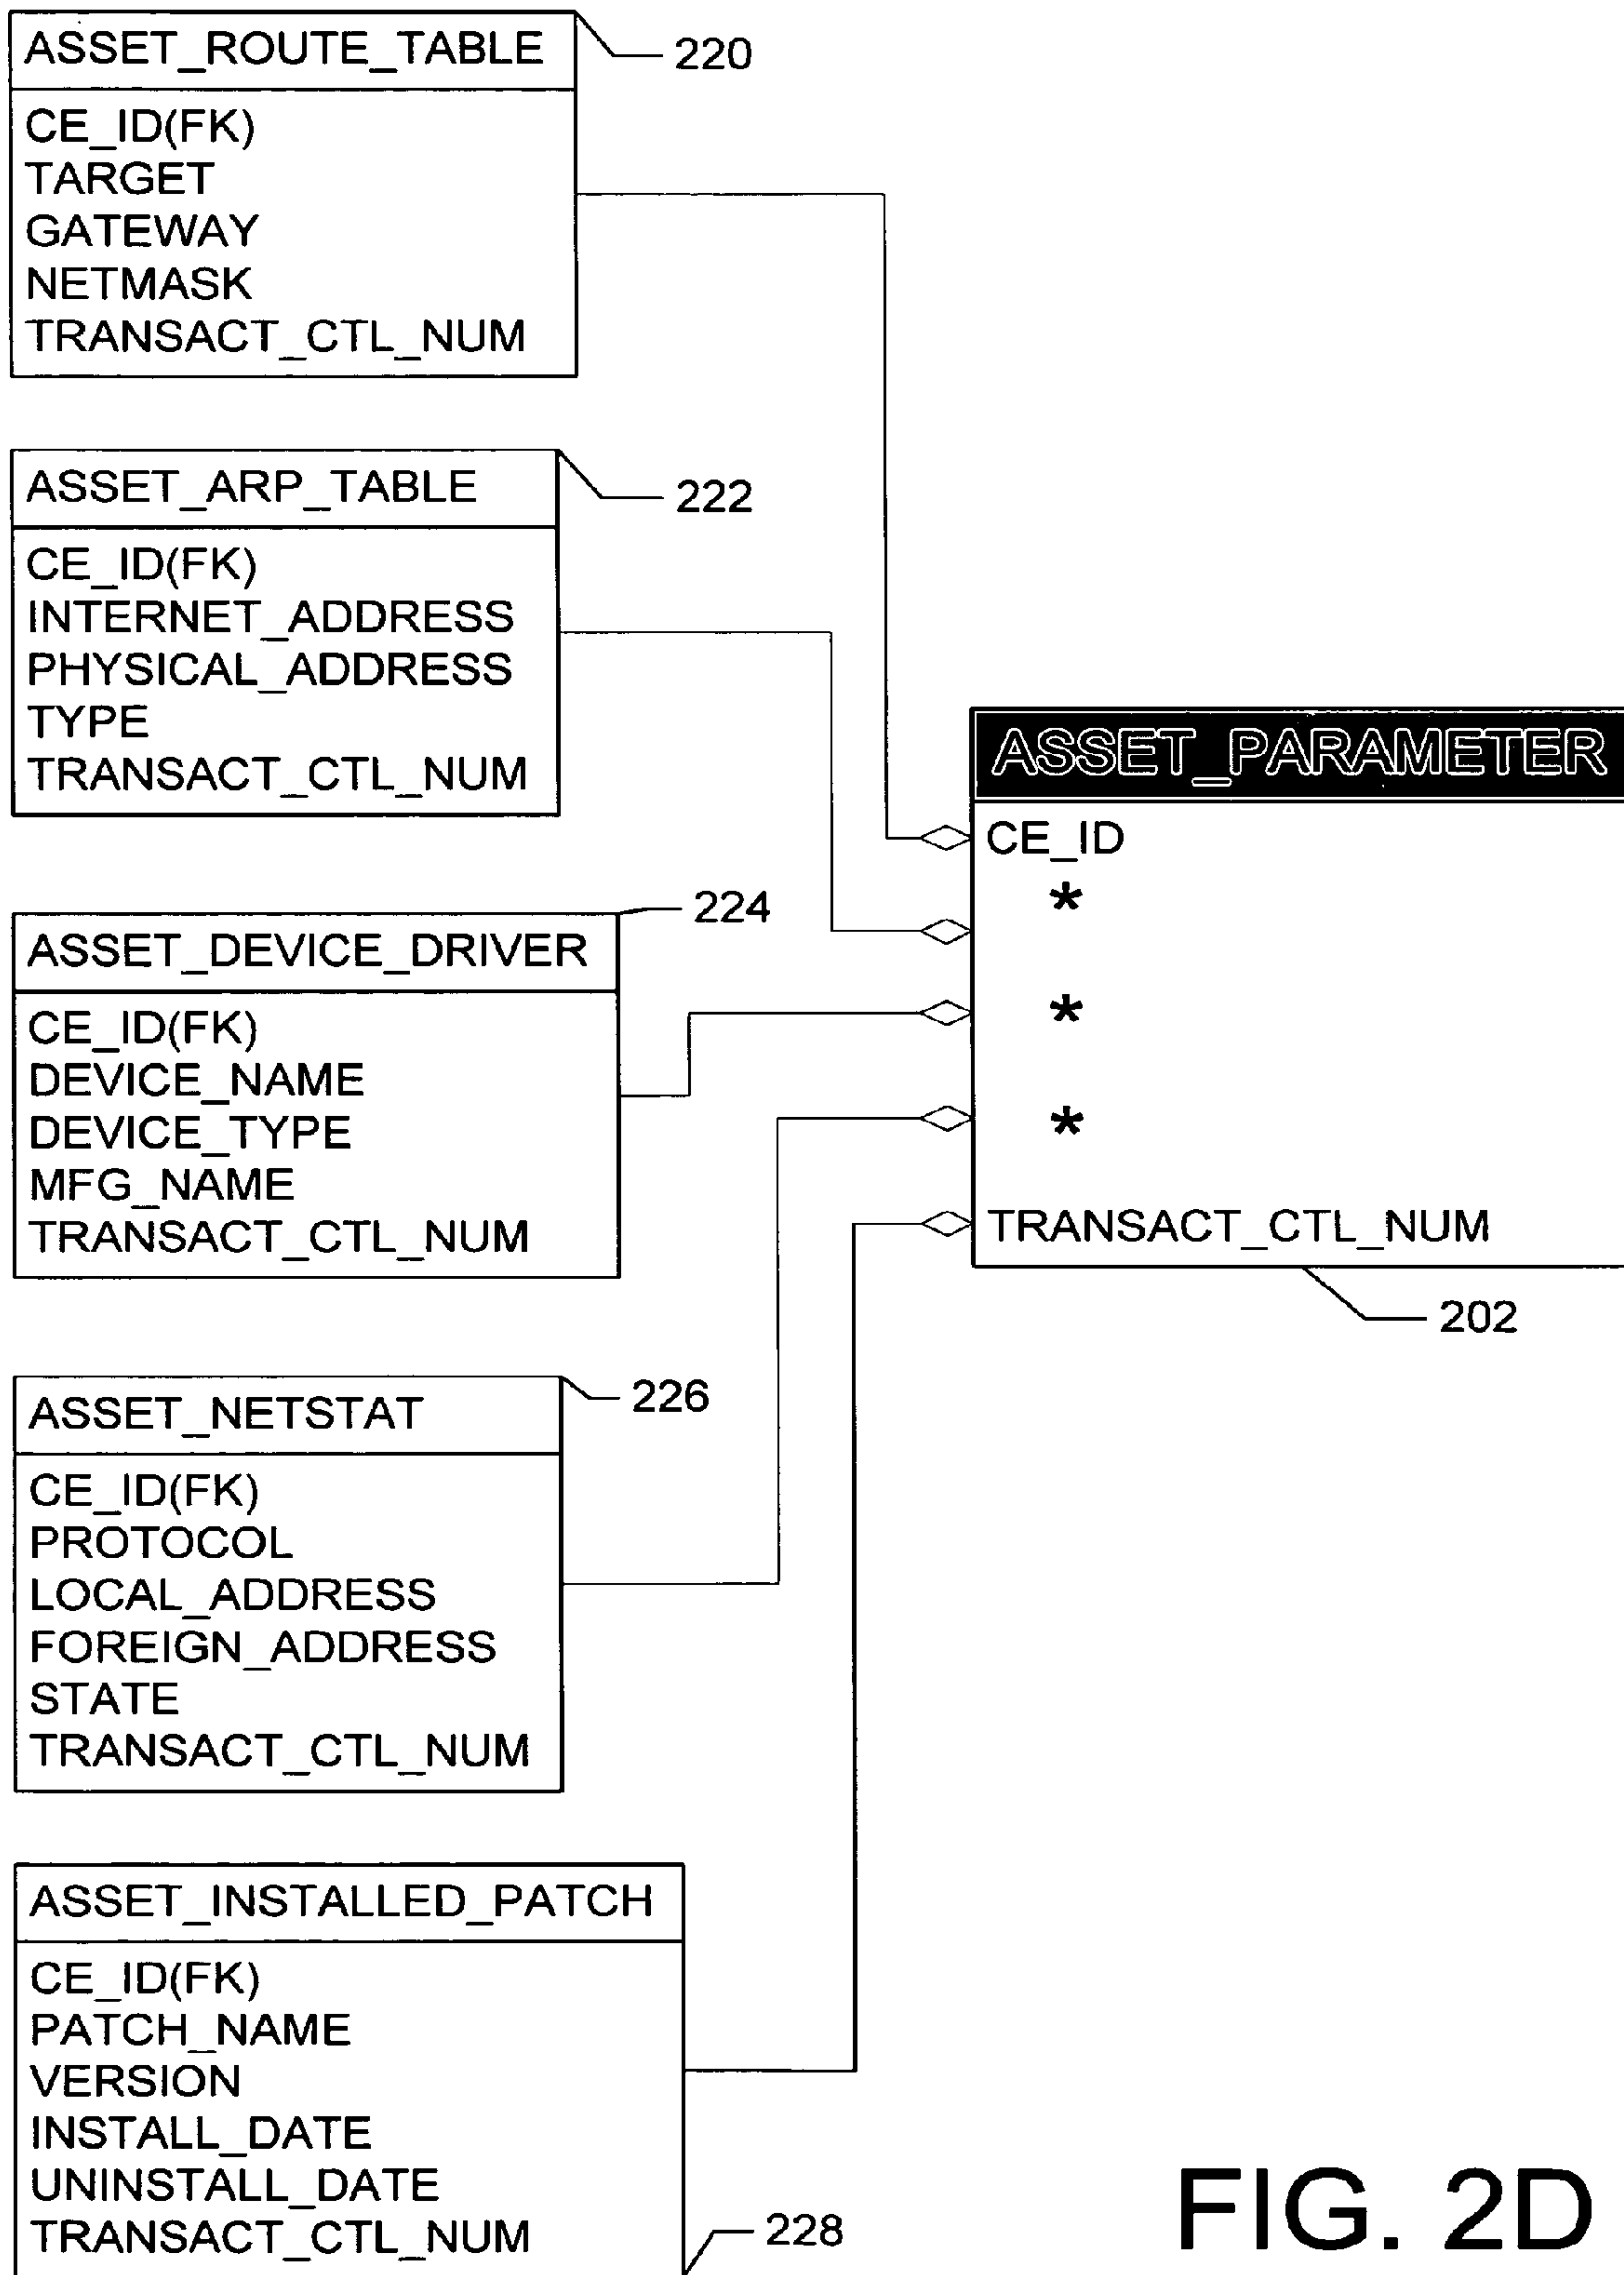 ASSET_ROUTE_TABLE
220
CE_ID(FK)
TARGET
GATEWAY
NETMASK
TRANSACT_CTL_NUM
ASSET_ARP_TABLE
222
CE_ID(FK)
INTERNET_ADDRESS
PHYSICAL_ADDRESS
TYPE
TRANSACT_CTL_NUM
ASSET_PARAMETER
CE_ID
*
*
*
TRANSACT_CTL_NUM
202
ASSET_DEVICE_DRIVER
224
CE_ID(FK)
DEVICE_NAME
DEVICE_TYPE
MFG_NAME
TRANSACT_CTL_NUM
ASSET_NETSTAT
226
CE_ID(FK)
PROTOCOL
LOCAL_ADDRESS
FOREIGN_ADDRESS
STATE
TRANSACT_CTL_NUM
ASSET_INSTALLED_PATCH
CE_ID(FK)
PATCH_NAME
VERSION
INSTALL_DATE
UNINSTALL_DATE
TRANSACT_CTL_NUM
228
FIG. 2D